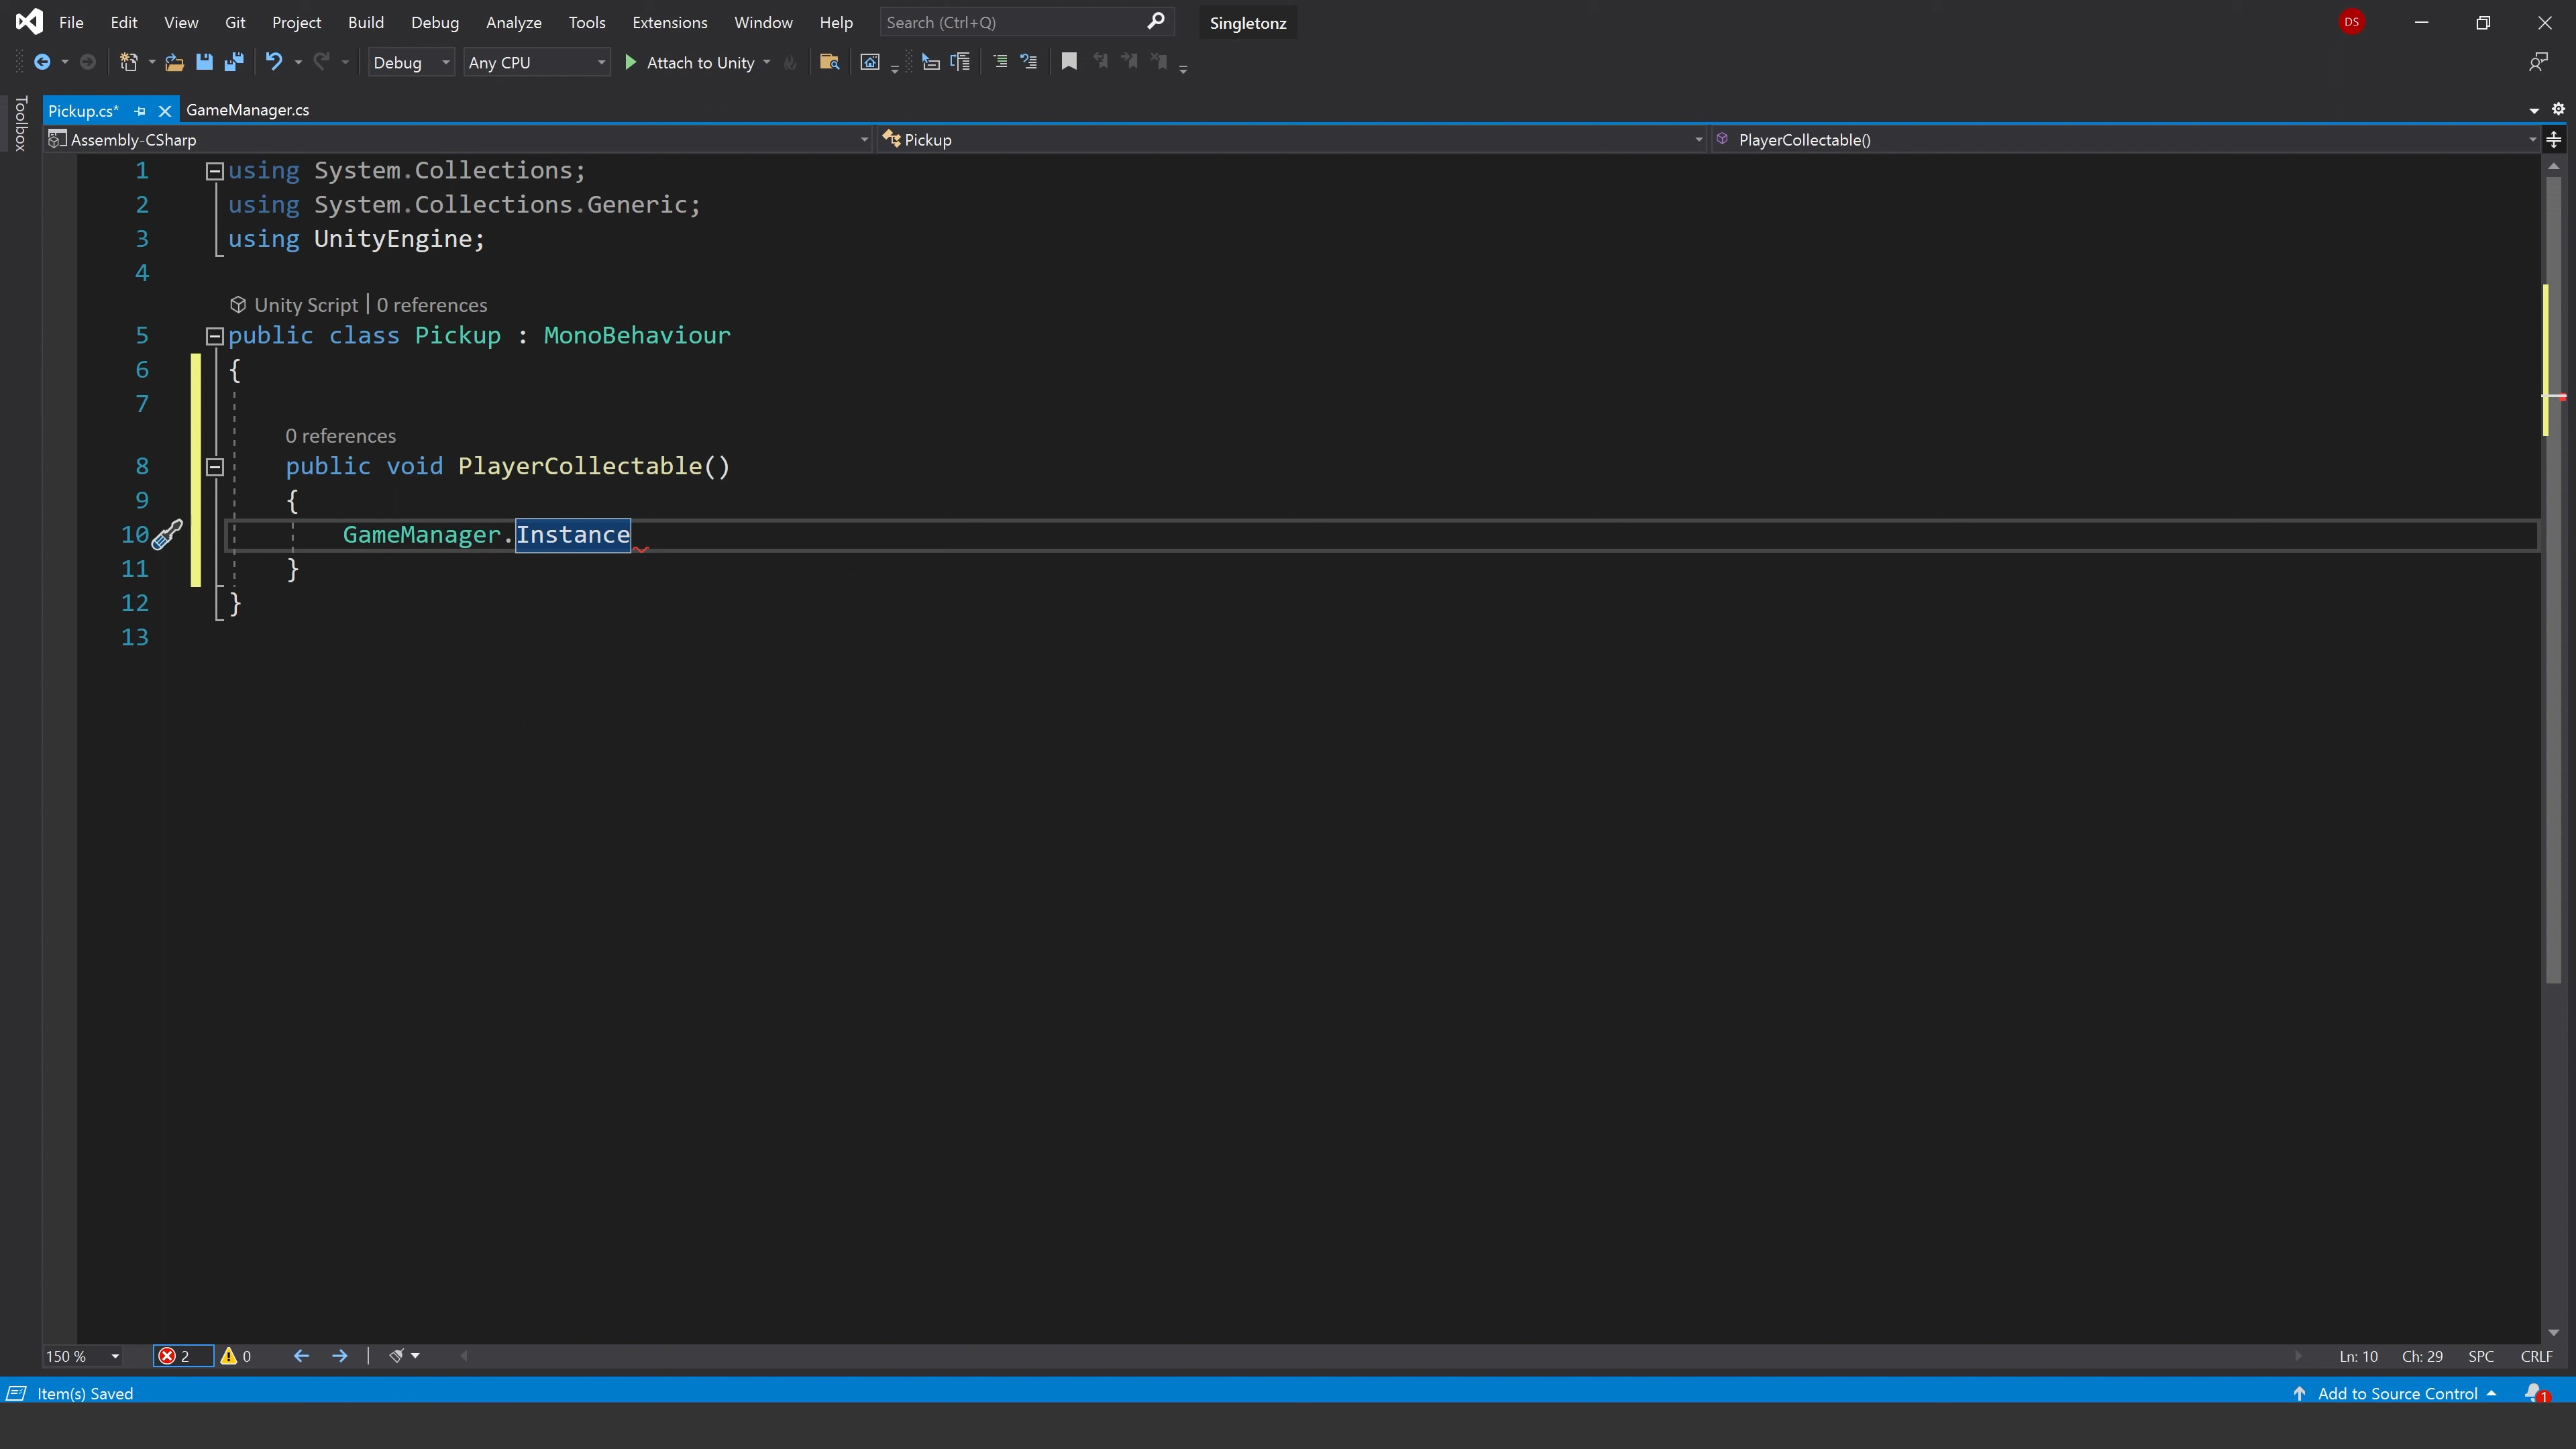 File Edit View Git Project Build Debug Analyze Tools Extensions Window Help Search (Ctrl+Q) Singletonz DS
Debug Any CPU Attach to Unity
Toolbox
Pickup.cs* GameManager.cs
Assembly-CSharp Pickup PlayerCollectable()
1 using System.Collections;
2 using System.Collections.Generic;
3 using UnityEngine;
4
Unity Script | 0 references
5 public class Pickup : MonoBehaviour
6 {
7
0 references
8 public void PlayerCollectable()
9 {
10 GameManager.Instance
11 }
12 }
13
150 % 2 0 Ln: 10 Ch: 29 SPC CRLF
Item(s) Saved Add to Source Control 1